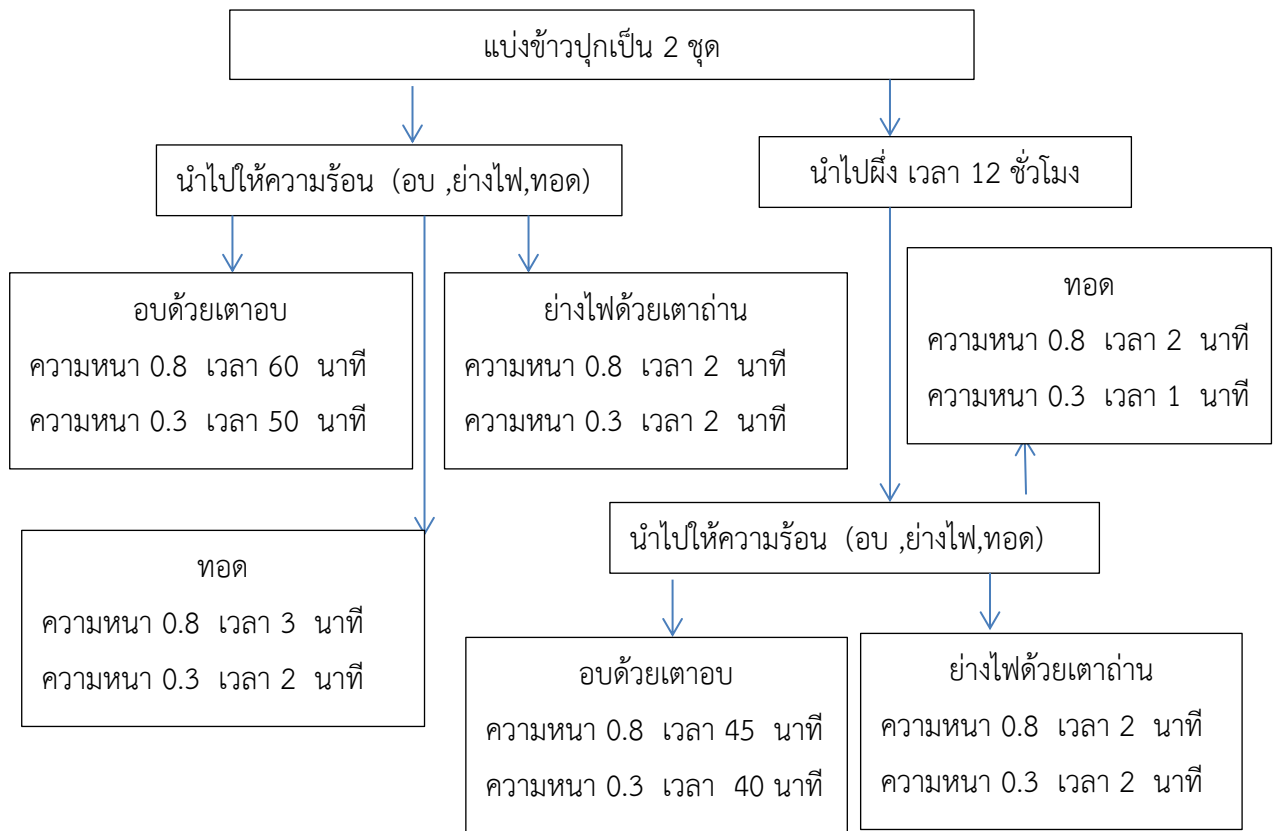 แบ่งข้าวปุกเป็น 2 ชุด
นำไปให้ความร้อน (อบ ,ย่างไฟ,ทอด)
นำไปผึ่ง เวลา 12 ชั่วโมง
อบด้วยเตาอบ
ความหนา 0.8 เวลา 60 นาที
ความหนา 0.3 เวลา 50 นาที
ย่างไฟด้วยเตาถ่าน
ความหนา 0.8 เวลา 2 นาที
ความหนา 0.3 เวลา 2 นาที
ทอด
ความหนา 0.8 เวลา 2 นาที
ความหนา 0.3 เวลา 1 นาที
ทอด
ความหนา 0.8 เวลา 3 นาที
ความหนา 0.3 เวลา 2 นาที
นำไปให้ความร้อน (อบ ,ย่างไฟ,ทอด)
อบด้วยเตาอบ
ความหนา 0.8 เวลา 45 นาที
ความหนา 0.3 เวลา 40 นาที
ย่างไฟด้วยเตาถ่าน
ความหนา 0.8 เวลา 2 นาที
ความหนา 0.3 เวลา 2 นาที